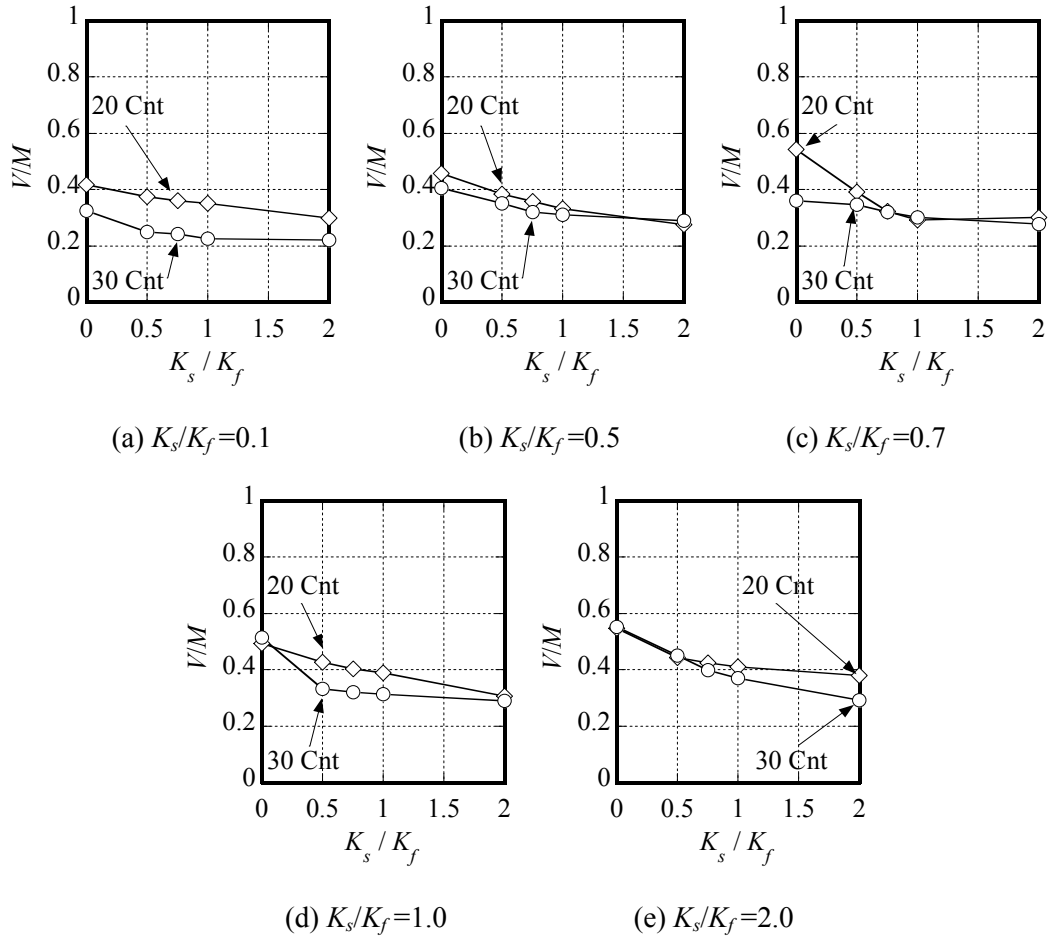 1
0.8
20 Cnt
0.6
V/M
0.4
0.2
30 Cnt
0
0 0.5 1 1.5 2
K_s / K_f
(a) K_s/K_f =0.1
1
0.8
20 Cnt
0.6
V/M
0.4
0.2
30 Cnt
0
0 0.5 1 1.5 2
K_s / K_f
(b) K_s/K_f =0.5
1
0.8
20 Cnt
0.6
V/M
0.4
0.2
30 Cnt
0
0 0.5 1 1.5 2
K_s / K_f
(c) K_s/K_f =0.7
1
0.8
20 Cnt
0.6
V/M
0.4
0.2
30 Cnt
0
0 0.5 1 1.5 2
K_s / K_f
(d) K_s/K_f =1.0
1
0.8
20 Cnt
0.6
V/M
0.4
0.2
30 Cnt
0
0 0.5 1 1.5 2
K_s / K_f
(e) K_s/K_f =2.0